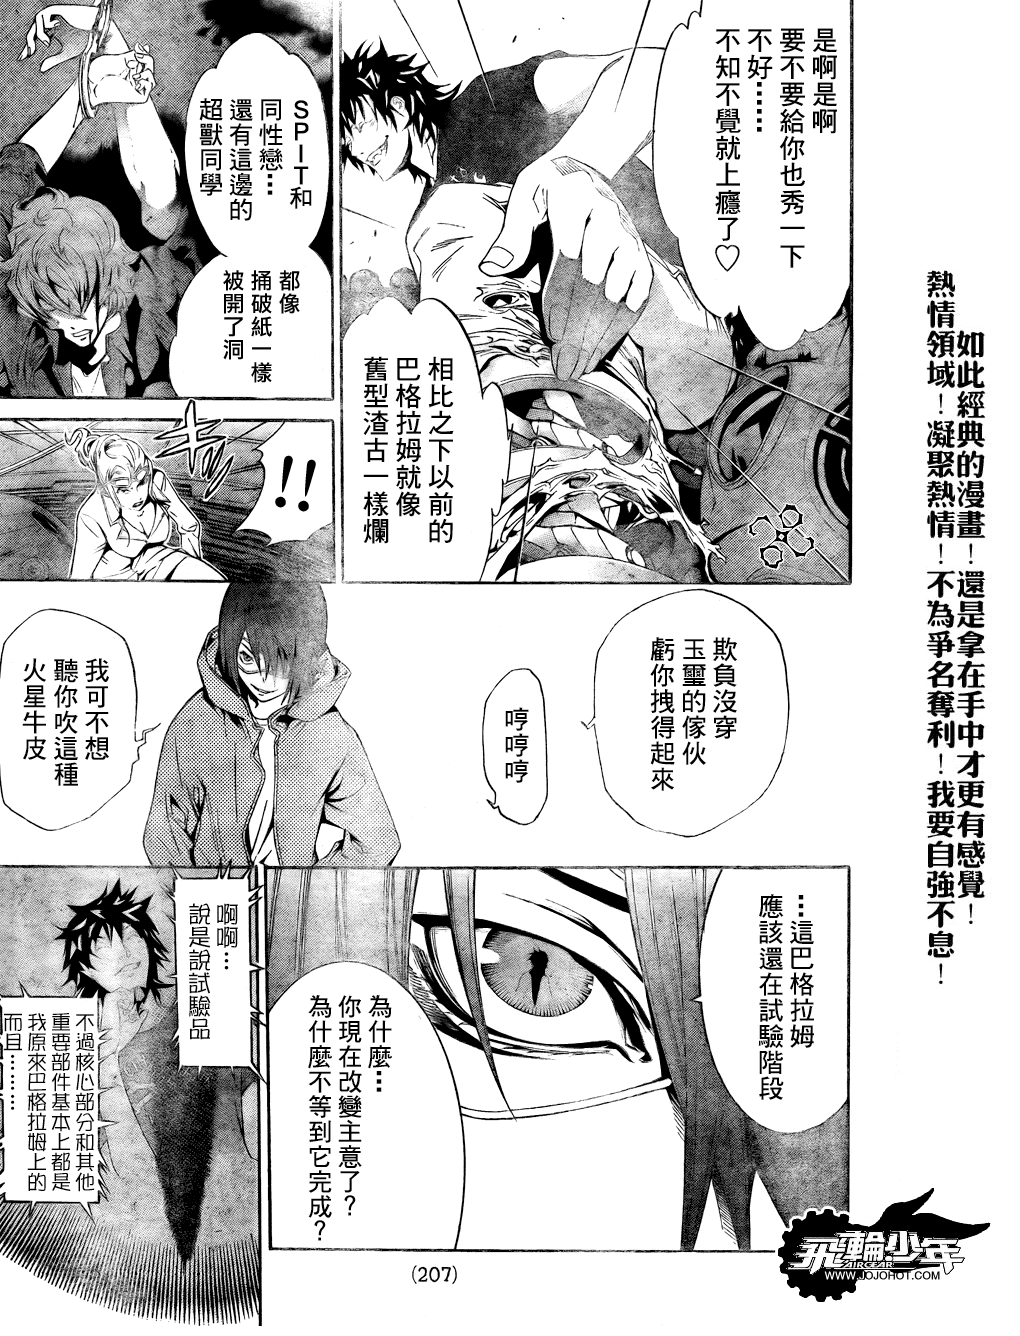 是啊是啊
要不要給你也秀一下
不好……
不知不覺就上癮了♡
相比之下以前的
巴格拉姆就像
舊型渣古一樣爛
SPIT和
同性戀…
還有這邊的
超獸同學
都像
捅破紙一樣
被開了洞
!!
欺負沒穿
玉璽的傢伙
虧你拽得起來
哼哼哼
我可不想
聽你吹這種
火星牛皮
…這巴格拉姆
應該還在試驗階段
為什麼…
你現在改變主意了?
為什麼不等到它完成?
啊啊…
說是說試驗品
不過核心部分和其他
重要部件基本上都是
我原來巴格拉姆上的
而且………
如此經典的漫畫!還是拿在手中才更有感覺!
熱情領域!凝聚熱情!不為爭名奪利!我要自強不息!
(207)
飛輪少年
AIRGEAR
WWW.JOJOHOT.COM